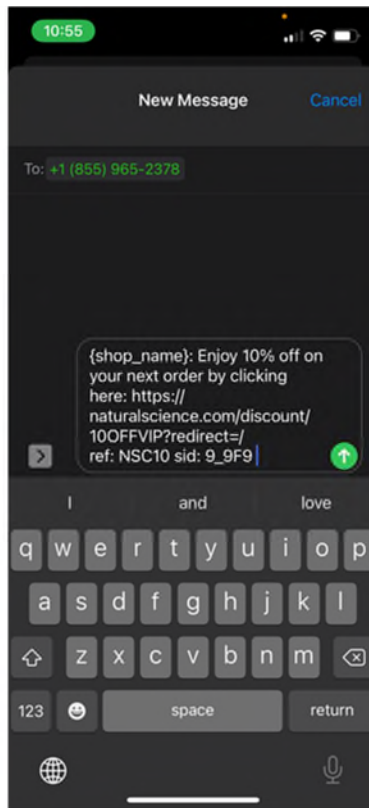 10:55
New Message
Cancel
To: +1 (855) 965-2378
{shop_name}: Enjoy 10% off on
your next order by clicking
here: https://
naturalscience.com/discount/
10OFFVIP?redirect=/
ref: NSC10 sid: 9_9F9
I and love
q w e r t y u i o p
a s d f g h j k l
z x c v b n m
123 space return